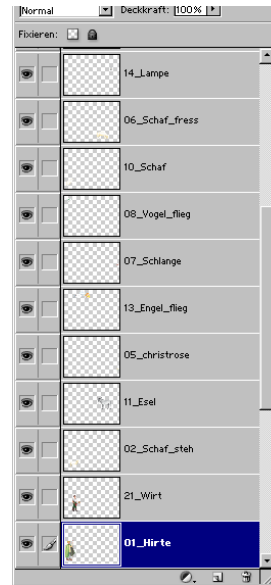 Normal Deckkraft: 100%
Fixieren:
14_Lampe
06_Schaf_fress
10_Schaf
08_Vogel_flieg
07_Schlange
13_Engel_flieg
05_christrose
11_Esel
02_Schaf_steh
21_Wirt
01_Hirte